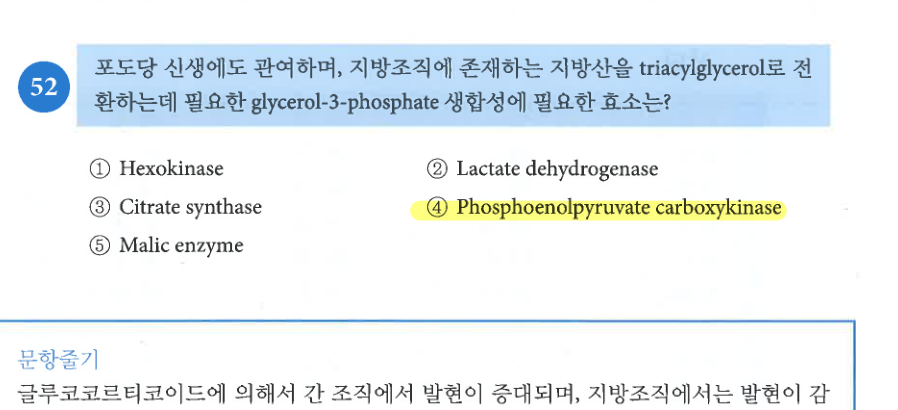 52
포도당 신생에도 관여하며, 지방조직에 존재하는 지방산을 triacylglycerol로 전
환하는데 필요한 glycerol-3-phosphate 생합성에 필요한 효소는?
① Hexokinase
② Lactate dehydrogenase
③ Citrate synthase
④ Phosphoenolpyruvate carboxykinase
⑤ Malic enzyme
문항줄기
글루코코르티코이드에 의해서 간 조직에서 발현이 증대되며, 지방조직에서는 발현이 감